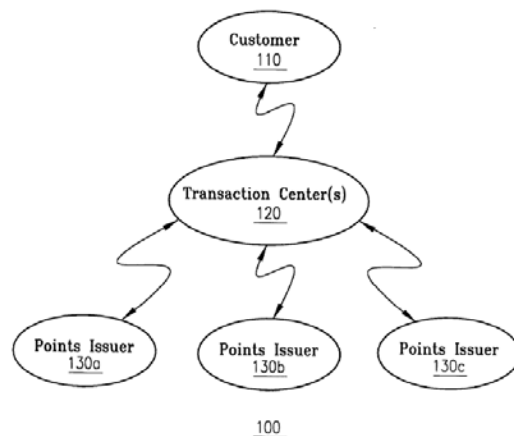 Customer
110
Transaction Center(s)
120
Points Issuer
130a
Points Issuer
130b
Points Issuer
130c
100